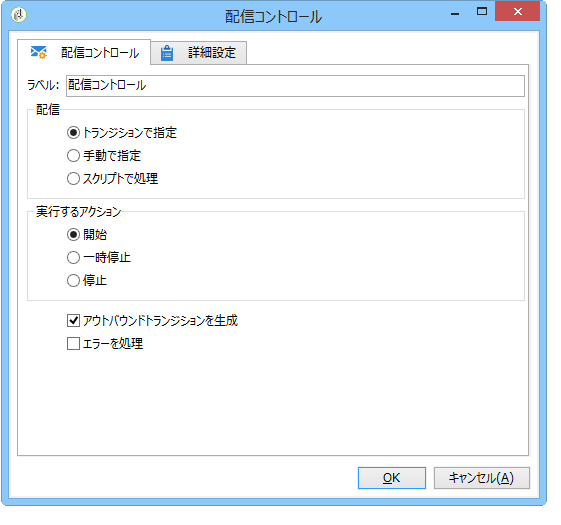 配信コントロール
配信コントロール
詳細設定
ラベル: 配信コントロール
配信
トランジションで指定
手動で指定
スクリプトで処理
実行するアクション
開始
一時停止
停止
アウトバウンドトランジションを生成
エラーを処理
OK
キャンセル(A)